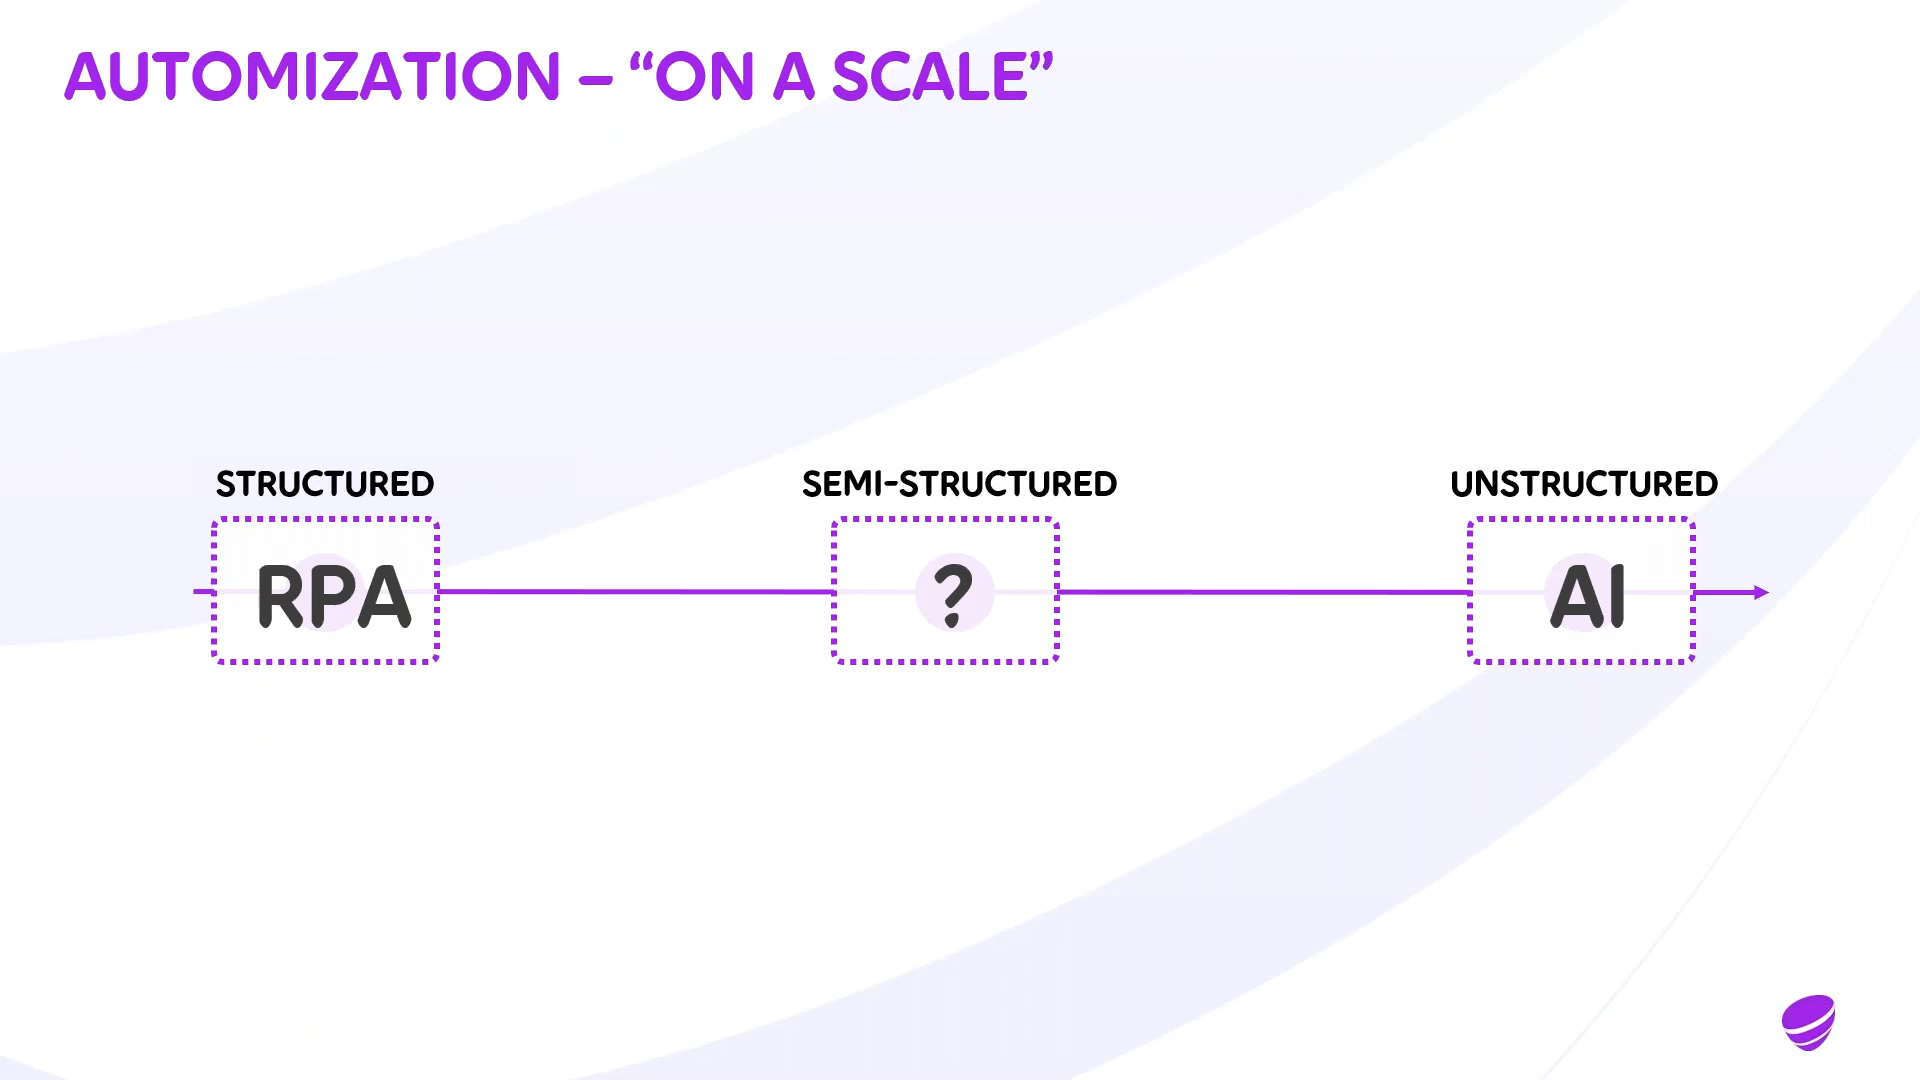 AUTOMIZATION – “ON A SCALE”
STRUCTURED
SEMI-STRUCTURED
UNSTRUCTURED
RPA
?
AI